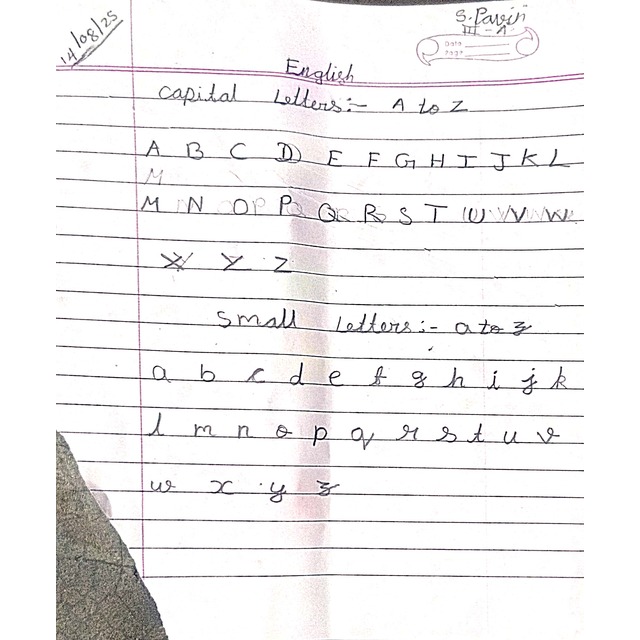 14/08/25
S. Pavin
III - A
Date
Page
English
Capital Letters:- A to Z
A B C D E F G H I J K L
M
M N O P Q R S T U V W
X Y Z
Small Letters:- a to z
a b c d e f g h i j k
l m n o p q r s t u v
w x y z